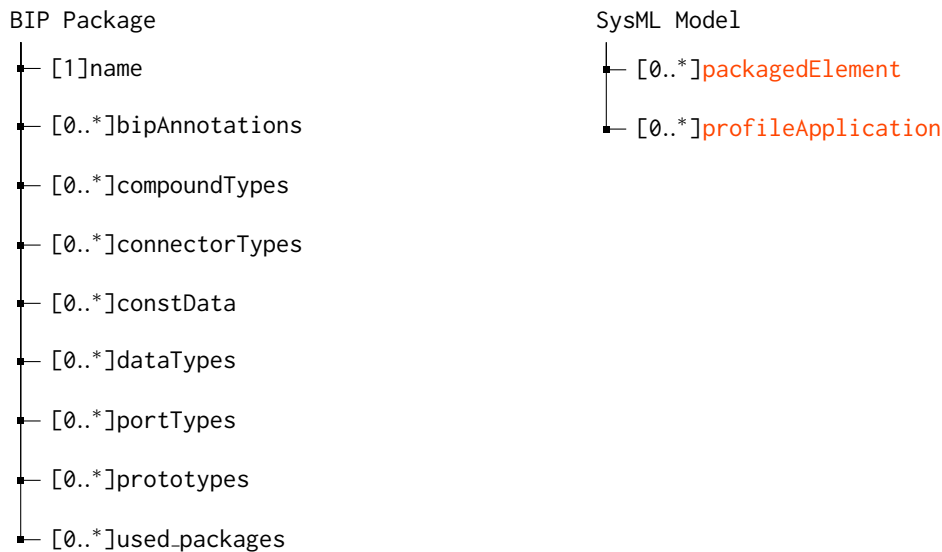 BIP Package
[1]name
[0..*]bipAnnotations
[0..*]compoundTypes
[0..*]connectorTypes
[0..*]constData
[0..*]dataTypes
[0..*]portTypes
[0..*]prototypes
[0..*]used_packages
SysML Model
[0..*]packagedElement
[0..*]profileApplication